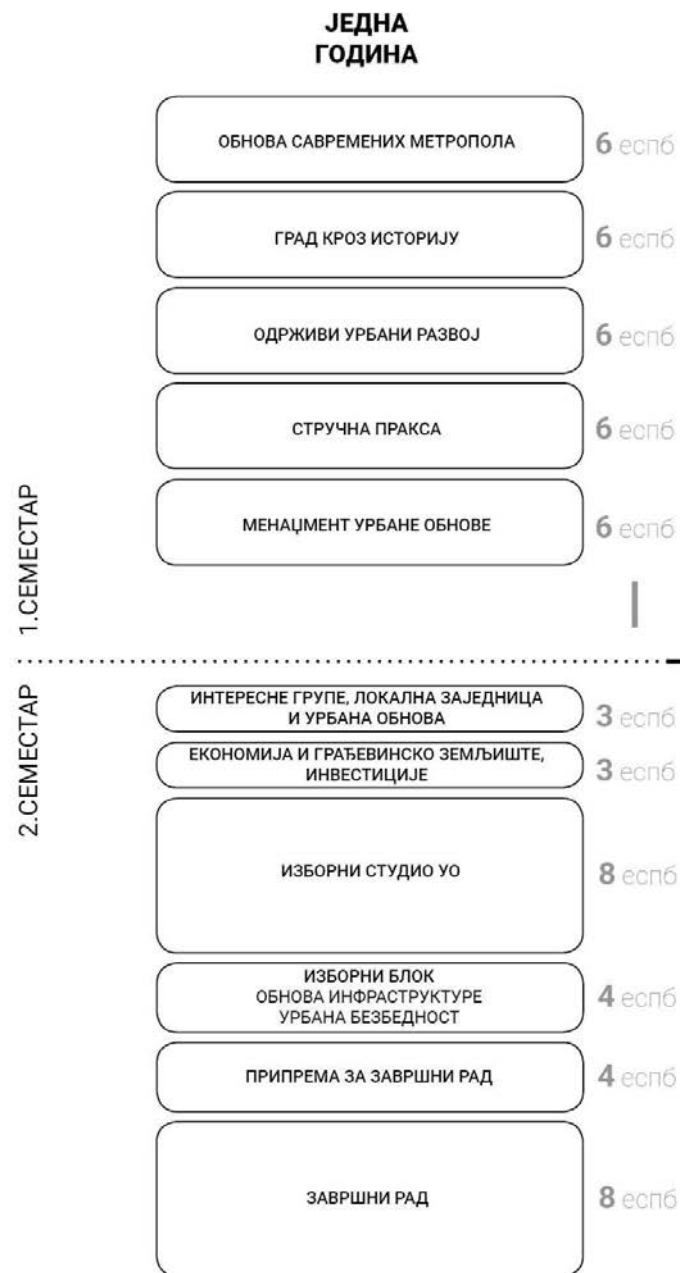 ЈЕДНА
ГОДИНА
ОБНОВА САВРЕМЕНИХ МЕТРОПОЛА
6 еспб
ГРАД КРОЗ ИСТОРИЈУ
6 еспб
ОДРЖИВИ УРБАНИ РАЗВОЈ
6 еспб
СТРУЧНА ПРАКСА
6 еспб
МЕНАЏМЕНТ УРБАНЕ ОБНОВЕ
6 еспб
1.СЕМЕСТАР
2.СЕМЕСТАР
ИНТЕРЕСНЕ ГРУПЕ, ЛОКАЛНА ЗАЈЕДНИЦА
И УРБАНА ОБНОВА
3 еспб
ЕКОНОМИЈА И ГРАЂЕВИНСКО ЗЕМЉИШТЕ,
ИНВЕСТИЦИЈЕ
3 еспб
ИЗБОРНИ СТУДИО УО
8 еспб
ИЗБОРНИ БЛОК
ОБНОВА ИНФРАСТРУКТУРЕ
УРБАНА БЕЗБЕДНОСТ
4 еспб
ПРИПРЕМА ЗА ЗАВРШНИ РАД
4 еспб
ЗАВРШНИ РАД
8 еспб